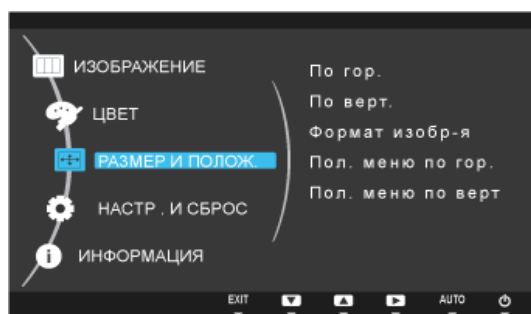 ИЗОБРАЖЕНИЕ
ЦВЕТ
РАЗМЕР И ПОЛОЖ.
НАСТР . И СБРОС
ИНФОРМАЦИЯ
По гор.
По верт.
Формат изобр-я
Пол. меню по гор.
Пол. меню по верт
EXIT AUTO